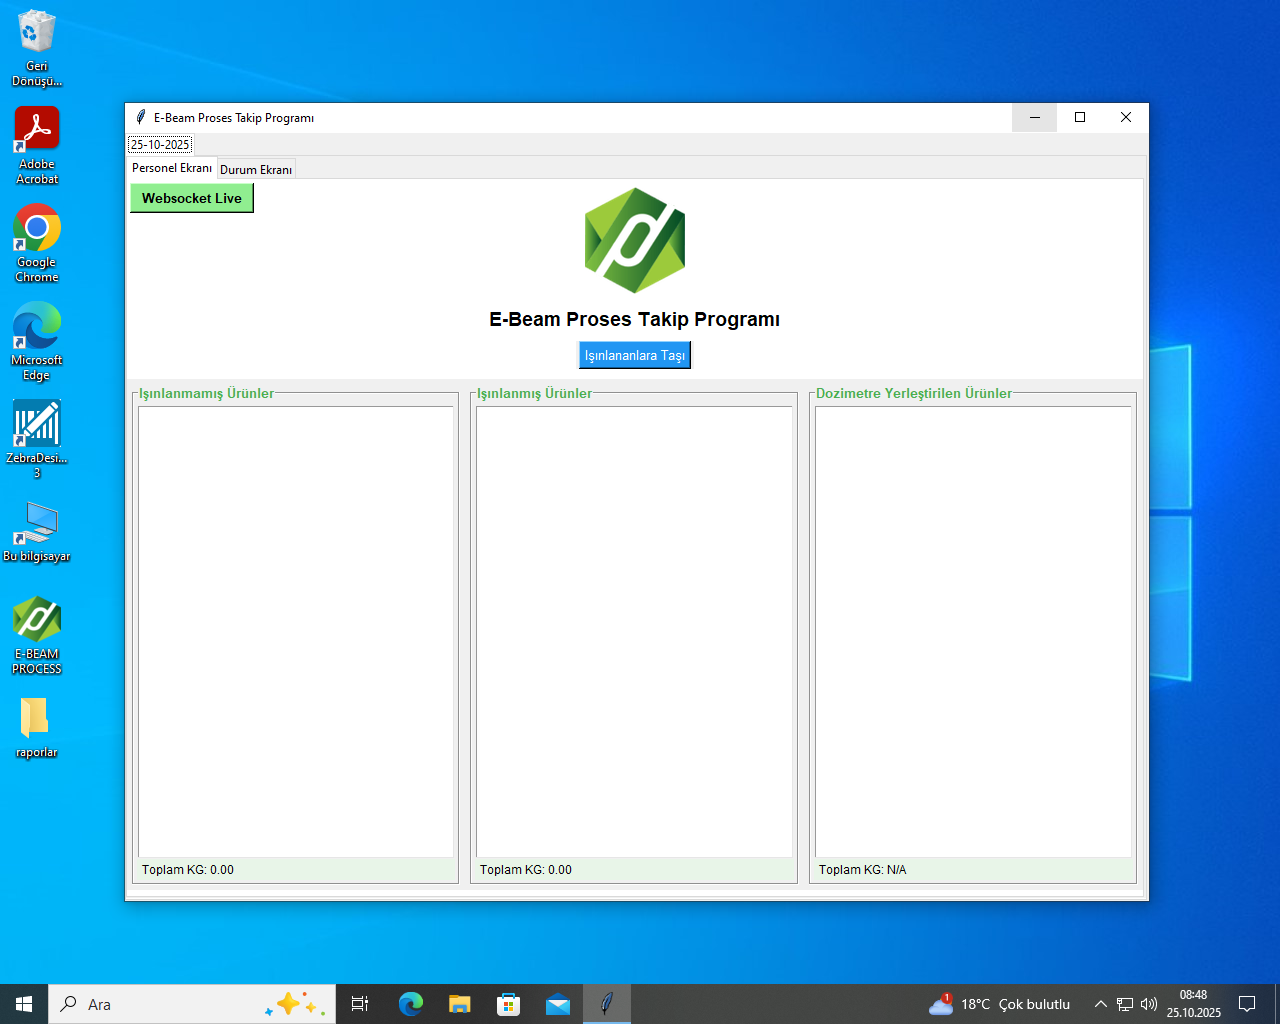 Geri
Dönüşü...
Adobe
Acrobat
Google
Chrome
Microsoft
Edge
ZebraDesi...
3
Bu bilgisayar
E-BEAM
PROCESS
raporlar
E-Beam Proses Takip Programı
25-10-2025
Personel Ekranı
Durum Ekranı
Websocket Live
E-Beam Proses Takip Programı
Işınlananlara Taşı
Işınlanmamış Ürünler
Işınlanmış Ürünler
Dozimetre Yerleştirilen Ürünler
Toplam KG: 0.00
Toplam KG: 0.00
Toplam KG: N/A
Ara
1
18°C Çok bulutlu
08:48
25.10.2025